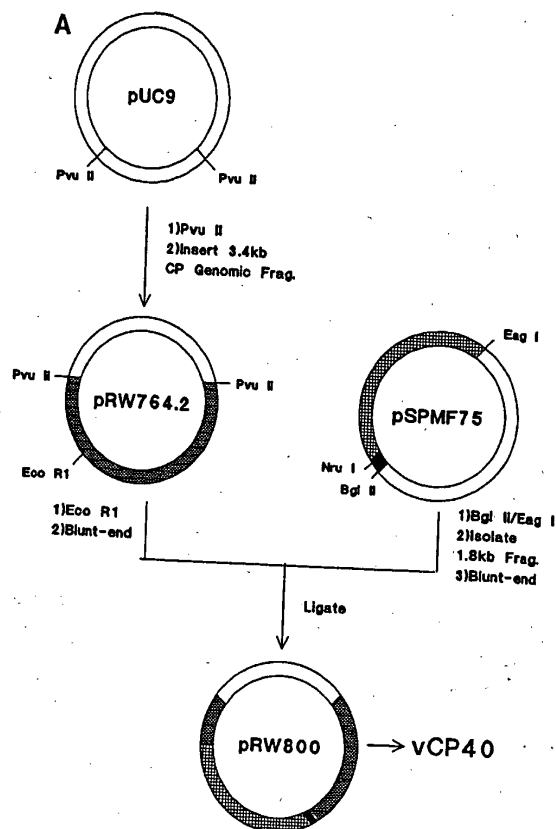 A
pUC9
Pvu II
Pvu II
1)Pvu II
2)Insert 3.4kb
CP Genomic Frag.
Eag I
Pvu II
Pvu II
pRW764.2
pSPMF75
Nru I
Bgl II
Eco R1
1)Eco R1
2)Blunt-end
1)Bgl II/Eag I
2)Isolate
1.8kb Frag.
3)Blunt-end
Ligate
pRW800
vCP40